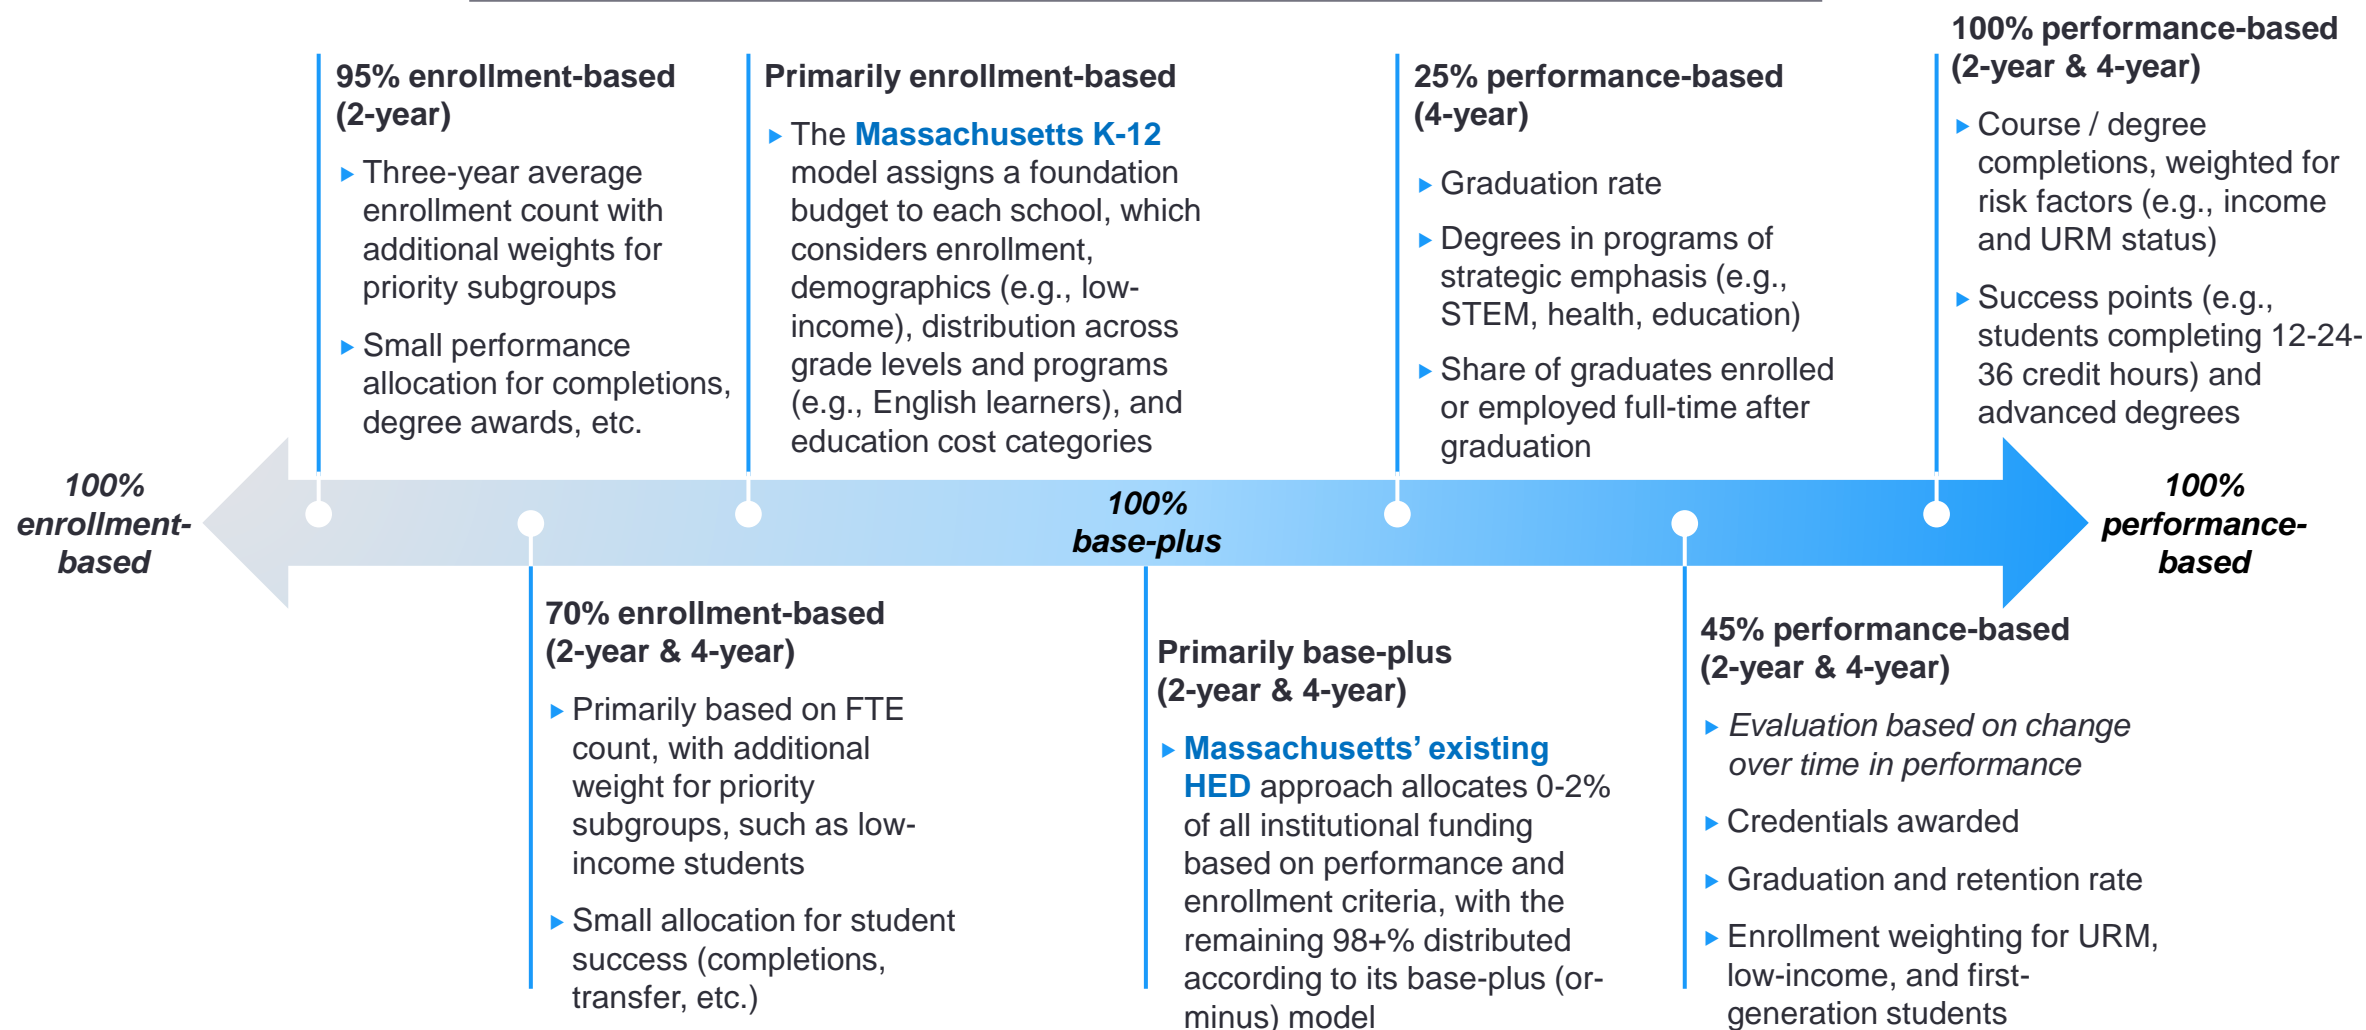 95% enrollment-based
(2-year)
Three-year average
enrollment count with
additional weights for
priority subgroups
Small performance
allocation for completions,
degree awards, etc.
Primarily enrollment-based
The Massachusetts K-12
model assigns a foundation
budget to each school, which
considers enrollment,
demographics (e.g., low-
income), distribution across
grade levels and programs
(e.g., English learners), and
education cost categories
25% performance-based
(4-year)
Graduation rate
Degrees in programs of
strategic emphasis (e.g.,
STEM, health, education)
Share of graduates enrolled
or employed full-time after
graduation
100% performance-based
(2-year & 4-year)
Course / degree
completions, weighted for
risk factors (e.g., income
and URM status)
Success points (e.g.,
students completing 12-24-
36 credit hours) and
advanced degrees
100%
enrollment-
based
100%
base-plus
100%
performance-
based
70% enrollment-based
(2-year & 4-year)
Primarily based on FTE
count, with additional
weight for priority
subgroups, such as low-
income students
Small allocation for student
success (completions,
transfer, etc.)
Primarily base-plus
(2-year & 4-year)
Massachusetts’ existing
HED approach allocates 0-2%
of all institutional funding
based on performance and
enrollment criteria, with the
remaining 98+% distributed
according to its base-plus (or-
minus) model
45% performance-based
(2-year & 4-year)
Evaluation based on change
over time in performance
Credentials awarded
Graduation and retention rate
Enrollment weighting for URM,
low-income, and first-
generation students